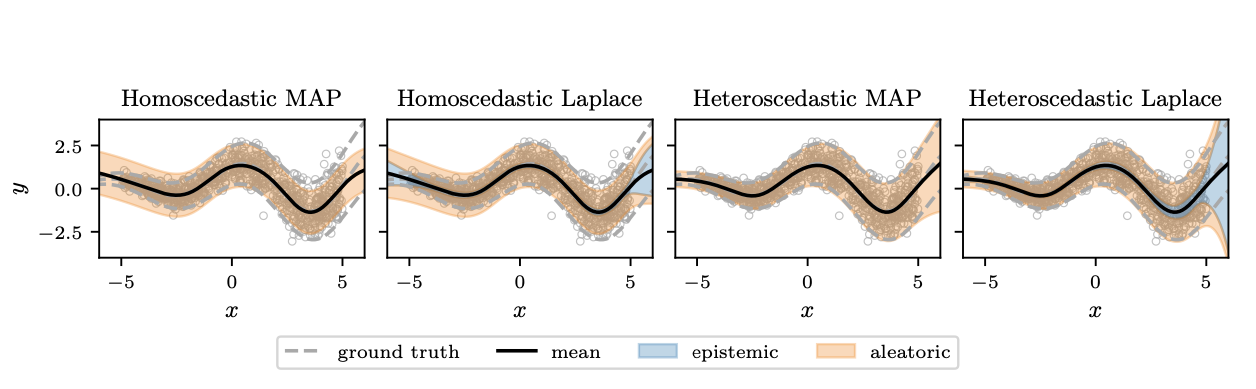 Homoscedastic MAP Homoscedastic Laplace Heteroscedastic MAP Heteroscedastic Laplace
2.5
0.0
−2.5
y
−5 0 5 −5 0 5 −5 0 5 −5 0 5
x x x x
ground truth mean epistemic aleatoric